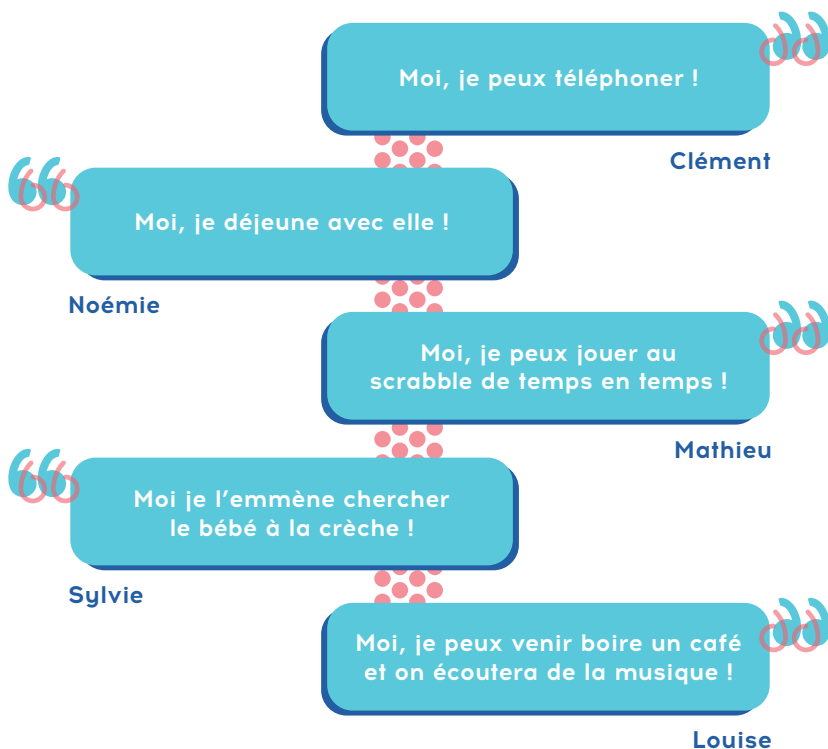 Moi, je peux téléphoner !
Clément
Moi, je déjeune avec elle !
Noémie
Moi, je peux jouer au
scrabble de temps en temps !
Mathieu
Moi je l'emmène chercher
le bébé à la crèche !
Sylvie
Moi, je peux venir boire un café
et on écoutera de la musique !
Louise